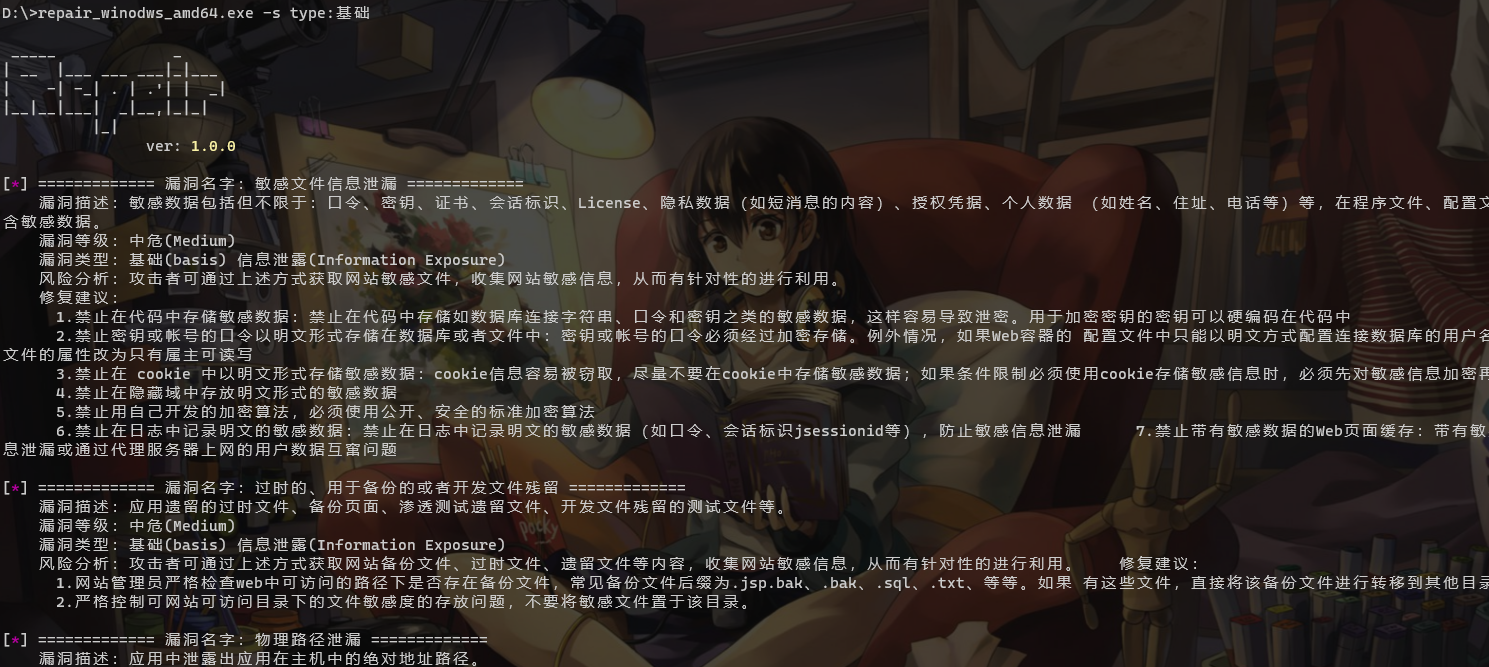 D:\>repair_winodws_amd64.exe -s type:基础
ver: 1.0.0
[*] ============= 漏洞名字: 敏感文件信息泄漏 =============
漏洞描述: 敏感数据包括但不限于: 口令、密钥、证书、会话标识、License、隐私数据 (如短消息的内容) 、授权凭据、个人数据 (如姓名、住址、电话等) 等, 在程序文件、配置文
含敏感数据。
漏洞等级: 中危(Medium)
漏洞类型: 基础(basis) 信息泄露(Information Exposure)
风险分析: 攻击者可通过上述方式获取网站敏感文件, 收集网站敏感信息, 从而有针对性的进行利用。
修复建议:
1.禁止在代码中存储敏感数据: 禁止在代码中存储如数据库连接字符串、口令和密钥之类的敏感数据, 这样容易导致泄密。用于加密密钥的密钥可以硬编码在代码中
2.禁止密钥或帐号的口令以明文形式存储在数据库或者文件中: 密钥或帐号的口令必须经过加密存储。例外情况, 如果Web容器的 配置文件中只能以明文方式配置连接数据库的用户名
文件的属性改为只有属主可读写
3.禁止在 cookie 中以明文形式存储敏感数据: cookie信息容易被窃取, 尽量不要在cookie中存储敏感数据; 如果条件限制必须使用cookie存储敏感信息时, 必须先对敏感信息加密再
4.禁止在隐藏域中存放明文形式的敏感数据
5.禁止用自己开发的加密算法, 必须使用公开、安全的标准加密算法
6.禁止在日志中记录明文的敏感数据: 禁止在日志中记录明文的敏感数据 (如口令、会话标识jsessionid等) , 防止敏感信息泄漏 7.禁止带有敏感数据的Web页面缓存: 带有敏
息泄漏或通过代理服务器上网的用户数据互窜问题
[*] ============= 漏洞名字: 过时的、用于备份的或者开发文件残留 =============
漏洞描述: 应用遗留的过时文件、备份页面、渗透测试遗留文件、开发文件残留的测试文件等。
漏洞等级: 中危(Medium)
漏洞类型: 基础(basis) 信息泄露(Information Exposure)
风险分析: 攻击者可通过上述方式获取网站备份文件、过时文件、遗留文件等内容, 收集网站敏感信息, 从而有针对性的进行利用。 修复建议:
1.网站管理员严格检查web中可访问的路径下是否存在备份文件, 常见备份文件后缀为.jsp.bak、.bak、.sql、.txt、等等。如果 有这些文件, 直接将该备份文件进行转移到其他目录
2.严格控制可网站可访问目录下的文件敏感度的存放问题, 不要将敏感文件置于该目录。
[*] ============= 漏洞名字: 物理路径泄漏 =============
漏洞描述: 应用中泄露出应用在主机中的绝对地址路径。